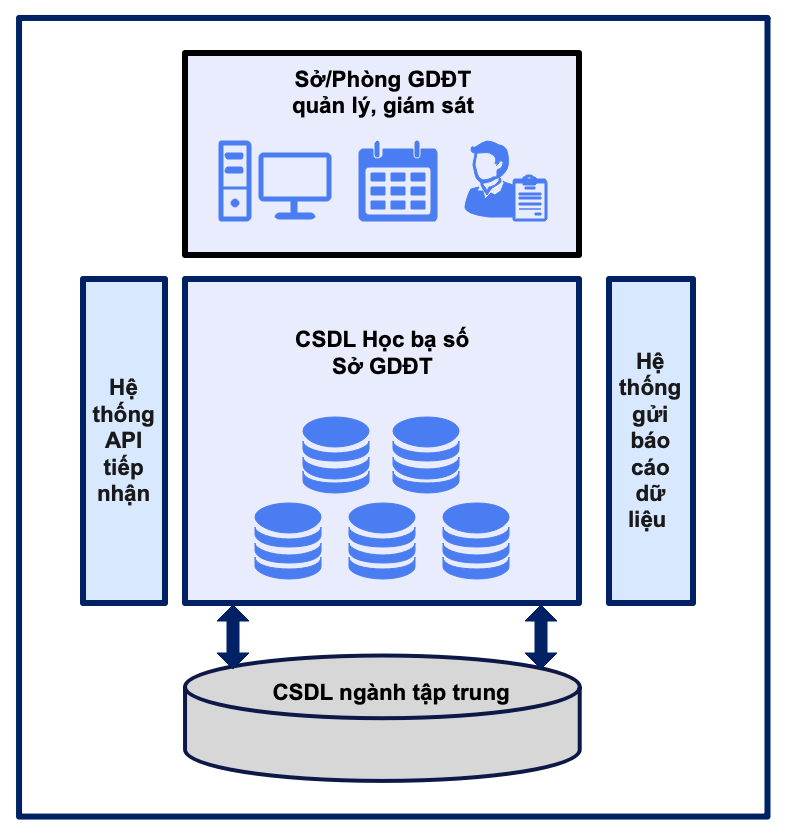 Sở/Phòng GDĐT
quản lý, giám sát
Hệ
thống
API
tiếp
nhận
CSDL Học bạ số
Sở GDĐT
Hệ
thống
gửi
báo
cáo
dữ
liệu
CSDL ngành tập trung